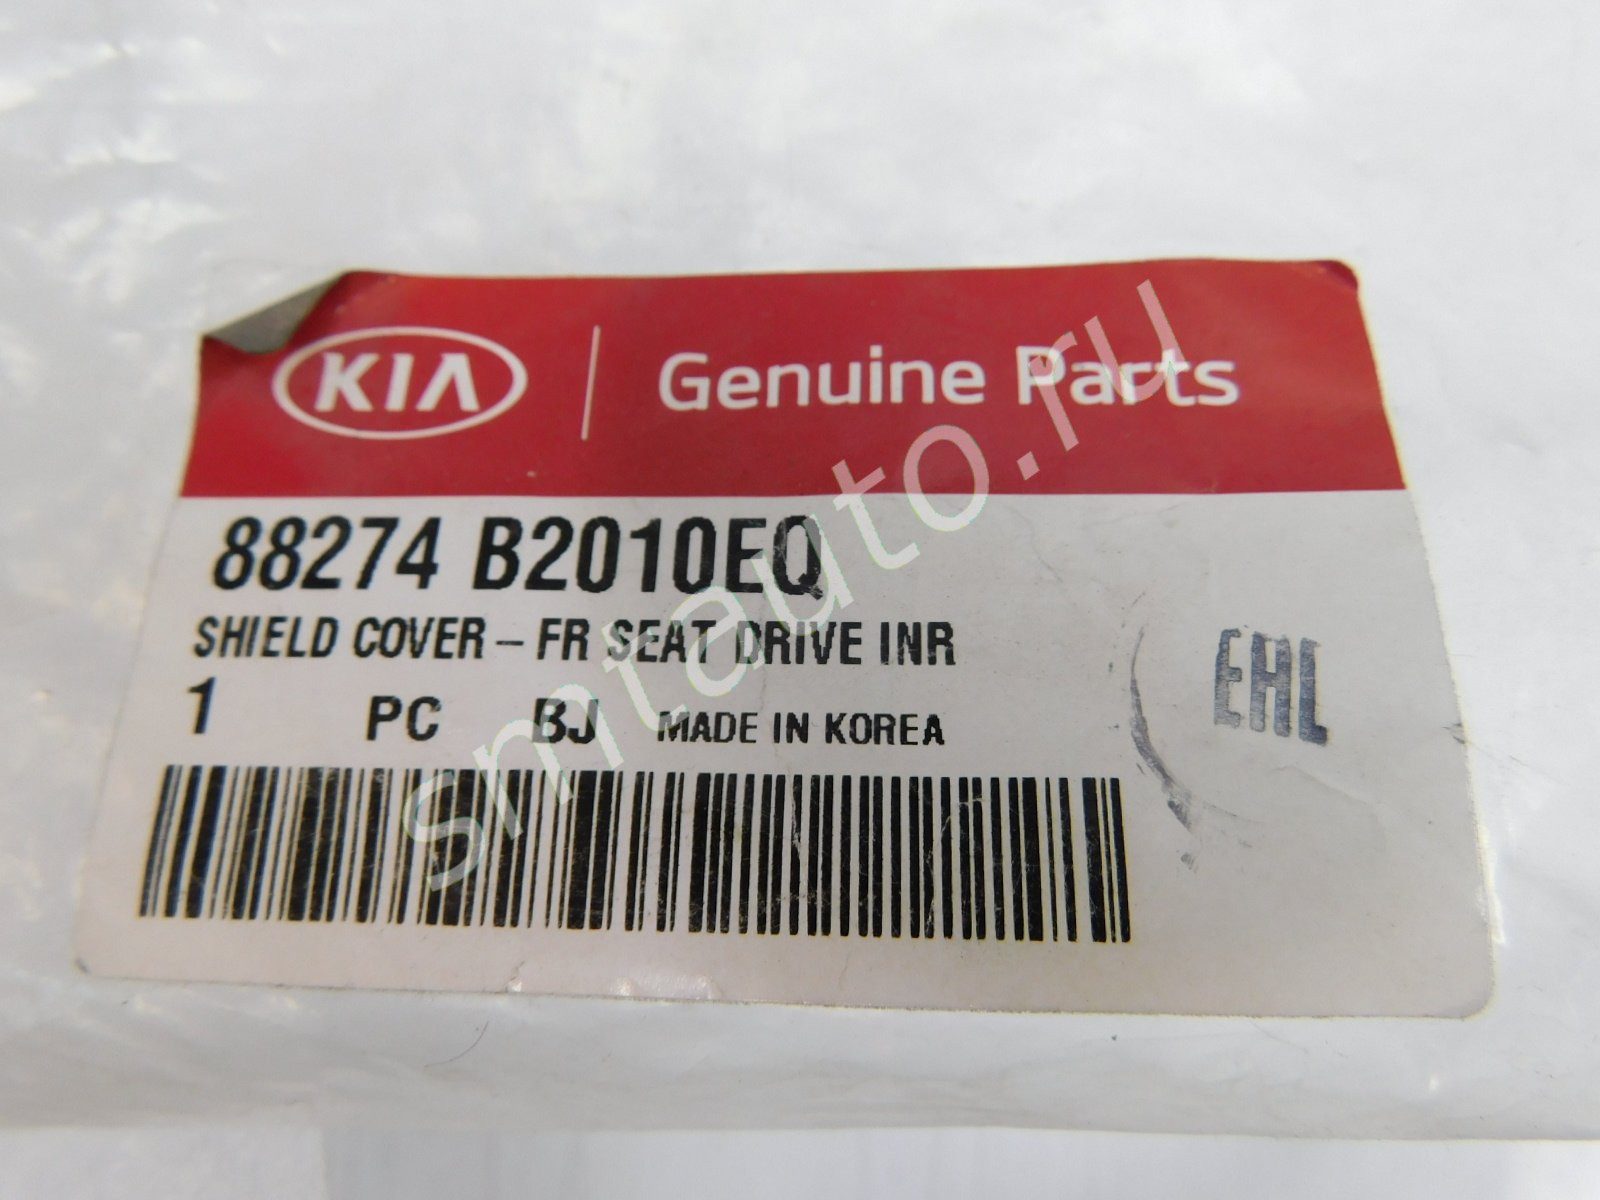 KIA Genuine Parts
88274 B2010EQ
SHIELD COVER – FR SEAT DRIVE INR
1 PC BJ MADE IN KOREA
EAC
smtauto.ru